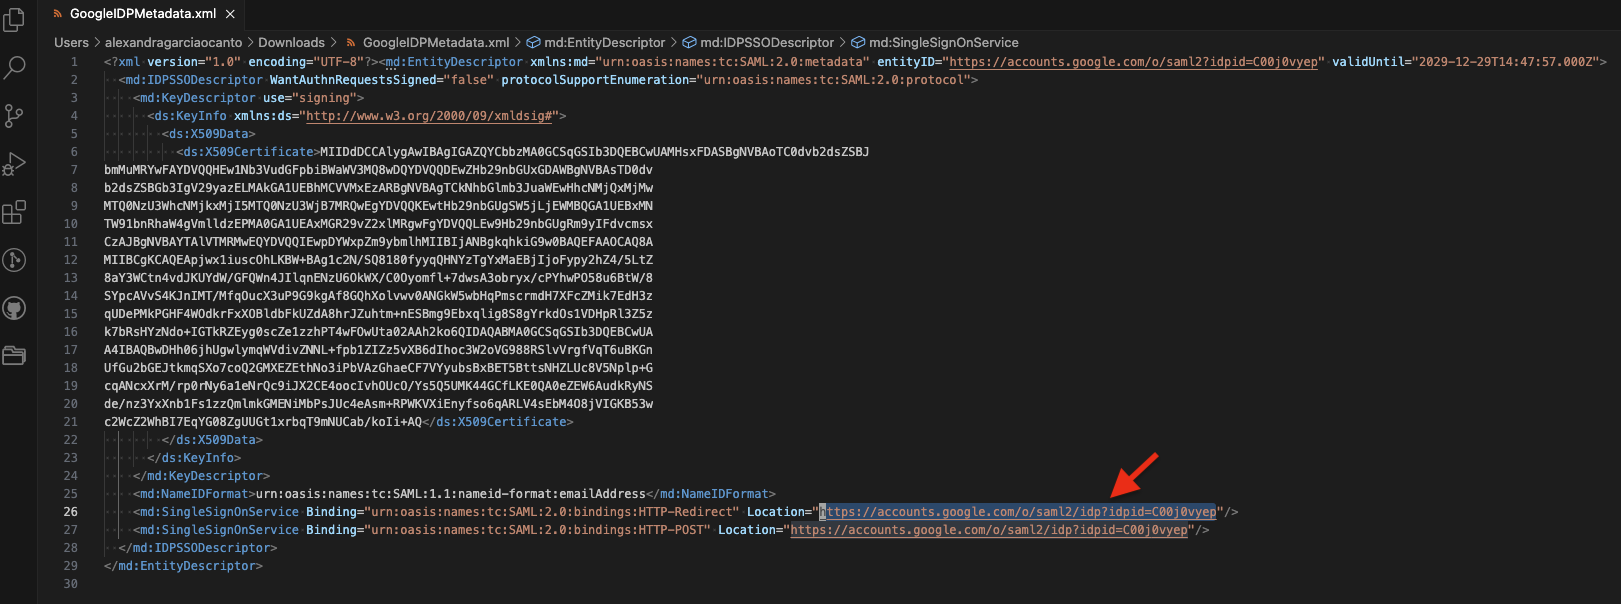 GoogleIDPMetadata.xml
Users > alexandragarciaocanto > Downloads > GoogleIDPMetadata.xml > md:EntityDescriptor > md:IDPSSODescriptor > md:SingleSignOnService
1 <?xml version="1.0" encoding="UTF-8"?><md:EntityDescriptor xmlns:md="urn:oasis:names:tc:SAML:2.0:metadata" entityID="https://accounts.google.com/o/saml2?idpid=C00j0vyep" validUntil="2029-12-29T14:47:57.000Z">
2 <md:IDPSSODescriptor WantAuthnRequestsSigned="false" protocolSupportEnumeration="urn:oasis:names:tc:SAML:2.0:protocol">
3 <md:KeyDescriptor use="signing">
4 <ds:KeyInfo xmlns:ds="http://www.w3.org/2000/09/xmldsig#">
5 <ds:X509Data>
6 <ds:X509Certificate>MIIDdDCCAlygAwIBAgIGAZQYCbbzMA0GCSqGSIb3DQEBCwUAMHsxFDASBgNVBAoTC0dvb2dsZSBJ
7 bmMuMRYwFAYDVQQHEw1Nb3VudGFpbiBWaWV3MQ8wDQYDVQQDEwZHb29nbGUxGDAWBgNVBAsTD0dv
8 b2dsZSBGb3IgV29yazELMAkGA1UEBhMCVVMxEzARBgNVBAgTCkNhbGlmb3JuaWEwHhcNMjQxMjMw
9 MTQ0NzU3WhcNMjkxMjI5MTQ0NzU3WjB7MRQwEgYDVQQKEwtHb29nbGUgSW5jLjEWMBQGA1UEBxMN
10 TW91bnRhaW4gVmlldzEPMA0GA1UEAxMGR29vZ2xlMRgwFgYDVQQLEw9Hb29nbGUgRm9yIFdvcmsx
11 CzAJBgNVBAYTAlVTMRMwEQYDVQQIEwpDYWxpZm9ybmlhMIIBIjANBgkqhkiG9w0BAQEFAAOCAQ8A
12 MIIBCgKCAQEApjwx1iuscOhLKBW+BAg1c2N/SQ8180fyyqQHNYzTgYxMaEBjIjoFypy2hZ4/5LtZ
13 8aY3WCtn4vdJKUYdW/GFQWn4JIlqnENzU6OkWX/C0Oyomfl+7dwsA3obryx/cPYhwPO58u6BtW/8
14 SYpcAVvS4KJnIMT/MfqOucX3uP9G9kgAf8GQhXolvwv0ANGkW5wbHqPmscrmdH7XFcZMik7EdH3z
15 qUDePMkPGHF4WOdkrFxXOBldbFkUZdA8hrJZuhtm+nESBmg9Ebxqlig8S8gYrkdOs1VDHpRl3Z5z
16 k7bRsHYzNdo+IGTkRZEyg0scZe1zzhPT4wFOwUta02AAh2ko6QIDAQABMA0GCSqGSIb3DQEBCwUA
17 A4IBAQBwDHh06jhUgwlymqWVdivZNNL+fpb1ZIZz5vXB6dIhoc3W2oVG988RSlvVrgfVqT6uBKGn
18 UfGu2bGEJtkmqSXo7coQ2GMXEZEthNo3iPbVAzGhaeCF7VYyubsBxBET5BttsNHZLUc8V5Nplp+G
19 cqANcxXrM/rp0rNy6a1eNrQc9iJX2CE4oocIvhOUcO/Ys5Q5UMK44GCfLKE0QA0eZEW6AudkRyNS
20 de/nz3YxXnb1Fs1zzQmlmkGMENiMbPsJUc4eAsm+RPWKVXiEnyfso6qARLV4sEbM4O8jVIGKB53w
21 c2WcZ2WhBI7EqYG08ZgUUGt1xrbqT9mNUCab/koIi+AQ</ds:X509Certificate>
22 </ds:X509Data>
23 </ds:KeyInfo>
24 </md:KeyDescriptor>
25 <md:NameIDFormat>urn:oasis:names:tc:SAML:1.1:nameid-format:emailAddress</md:NameIDFormat>
26 <md:SingleSignOnService Binding="urn:oasis:names:tc:SAML:2.0:bindings:HTTP-Redirect" Location="https://accounts.google.com/o/saml2/idp?idpid=C00j0vyep"/>
27 <md:SingleSignOnService Binding="urn:oasis:names:tc:SAML:2.0:bindings:HTTP-POST" Location="https://accounts.google.com/o/saml2/idp?idpid=C00j0vyep"/>
28 </md:IDPSSODescriptor>
29 </md:EntityDescriptor>
30